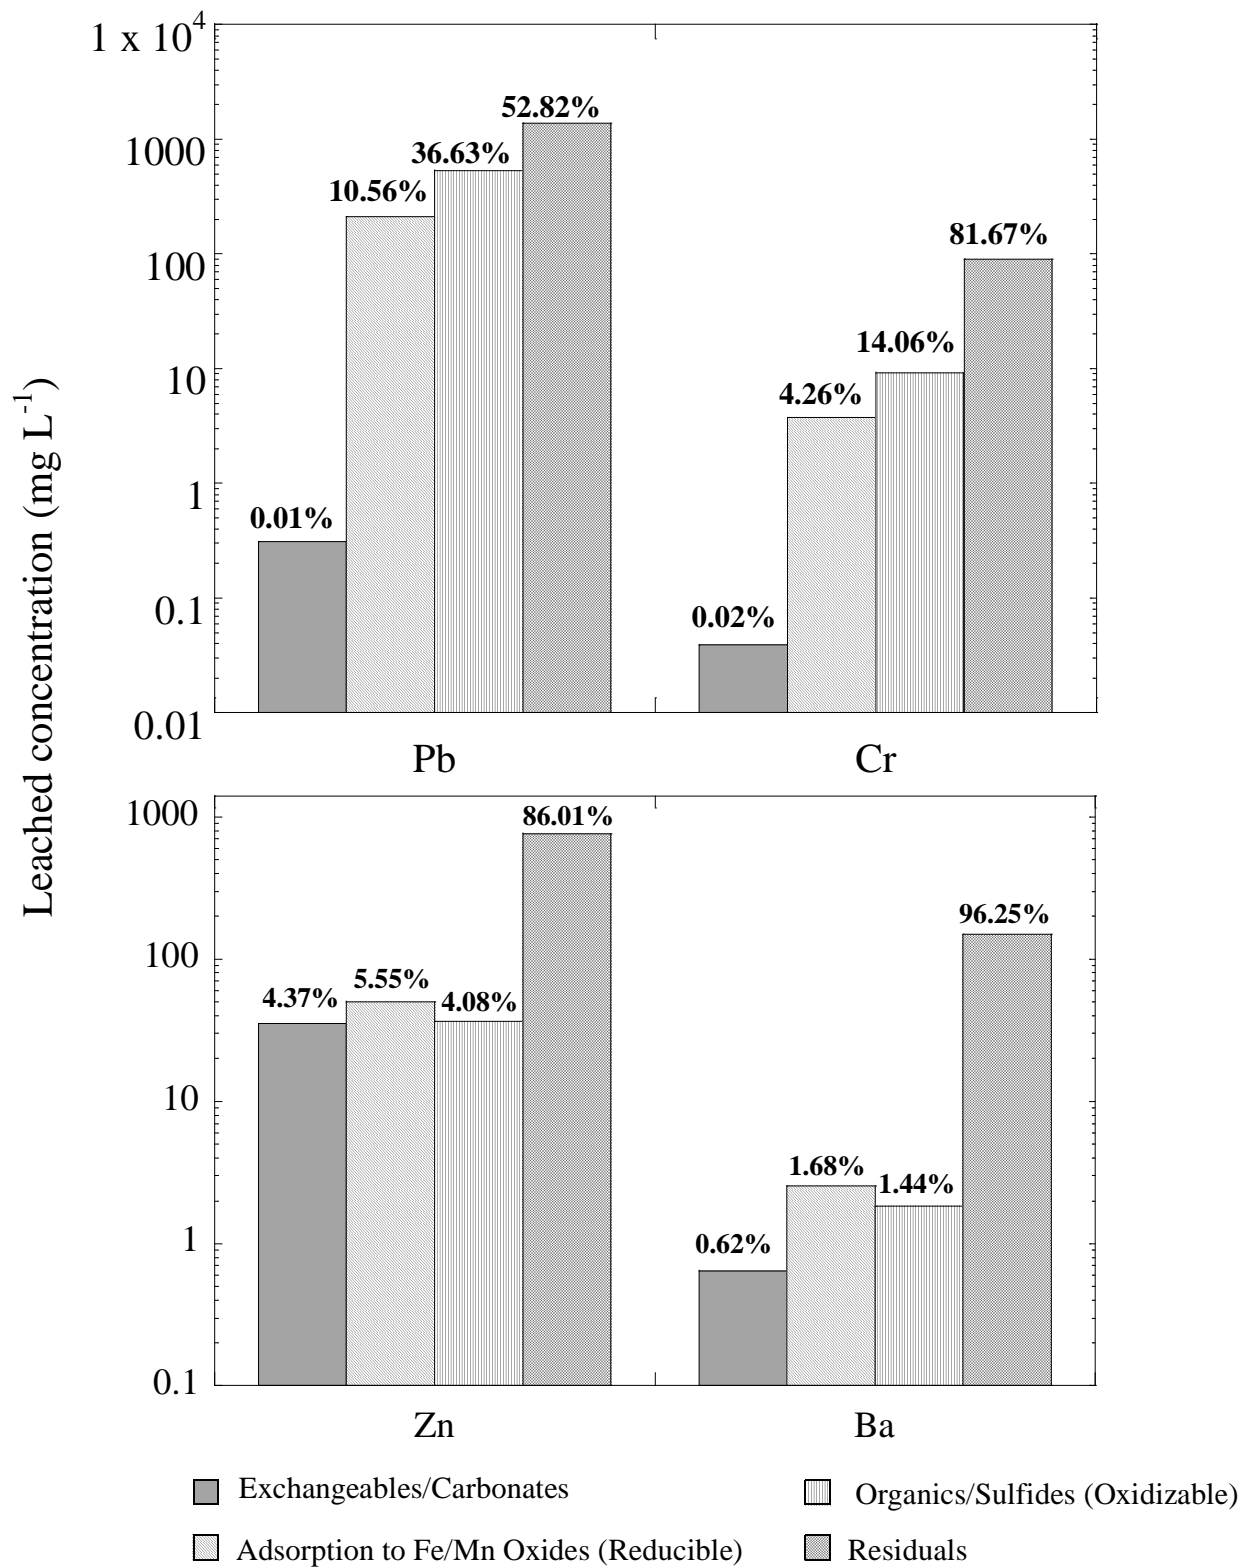 Leached concentration (mg L⁻¹)
1 x 10⁴
1000
100
10
1
0.1
0.01
0.01%
10.56%
36.63%
52.82%
0.02%
4.26%
14.06%
81.67%
Pb
Cr
1000
100
10
1
0.1
4.37%
5.55%
4.08%
86.01%
0.62%
1.68%
1.44%
96.25%
Zn
Ba
Exchangeables/Carbonates
Organics/Sulfides (Oxidizable)
Adsorption to Fe/Mn Oxides (Reducible)
Residuals